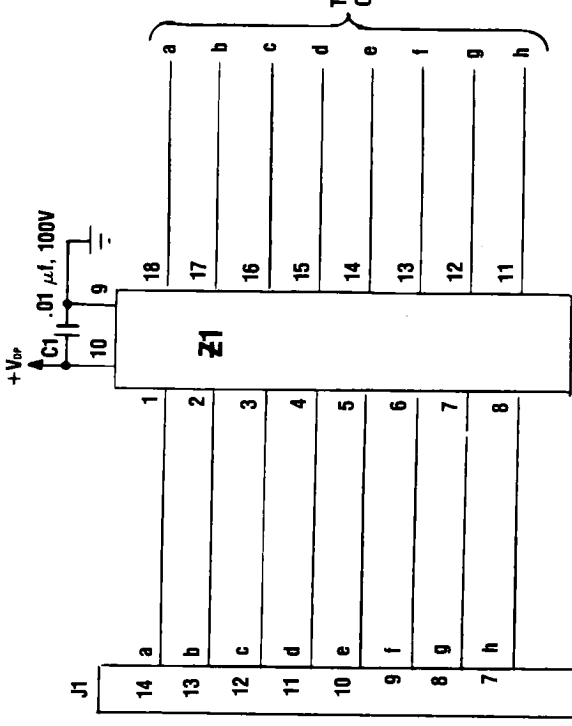 +VDP
C1 .01 µf, 100V
10 9
J1
Z1
14 a 1 18 a
13 b 2 17 b
12 c 3 16 c
11 d 4 15 d
10 e 5 14 e
9 f 6 13 f
8 g 7 12 g
7 h 8 11 h